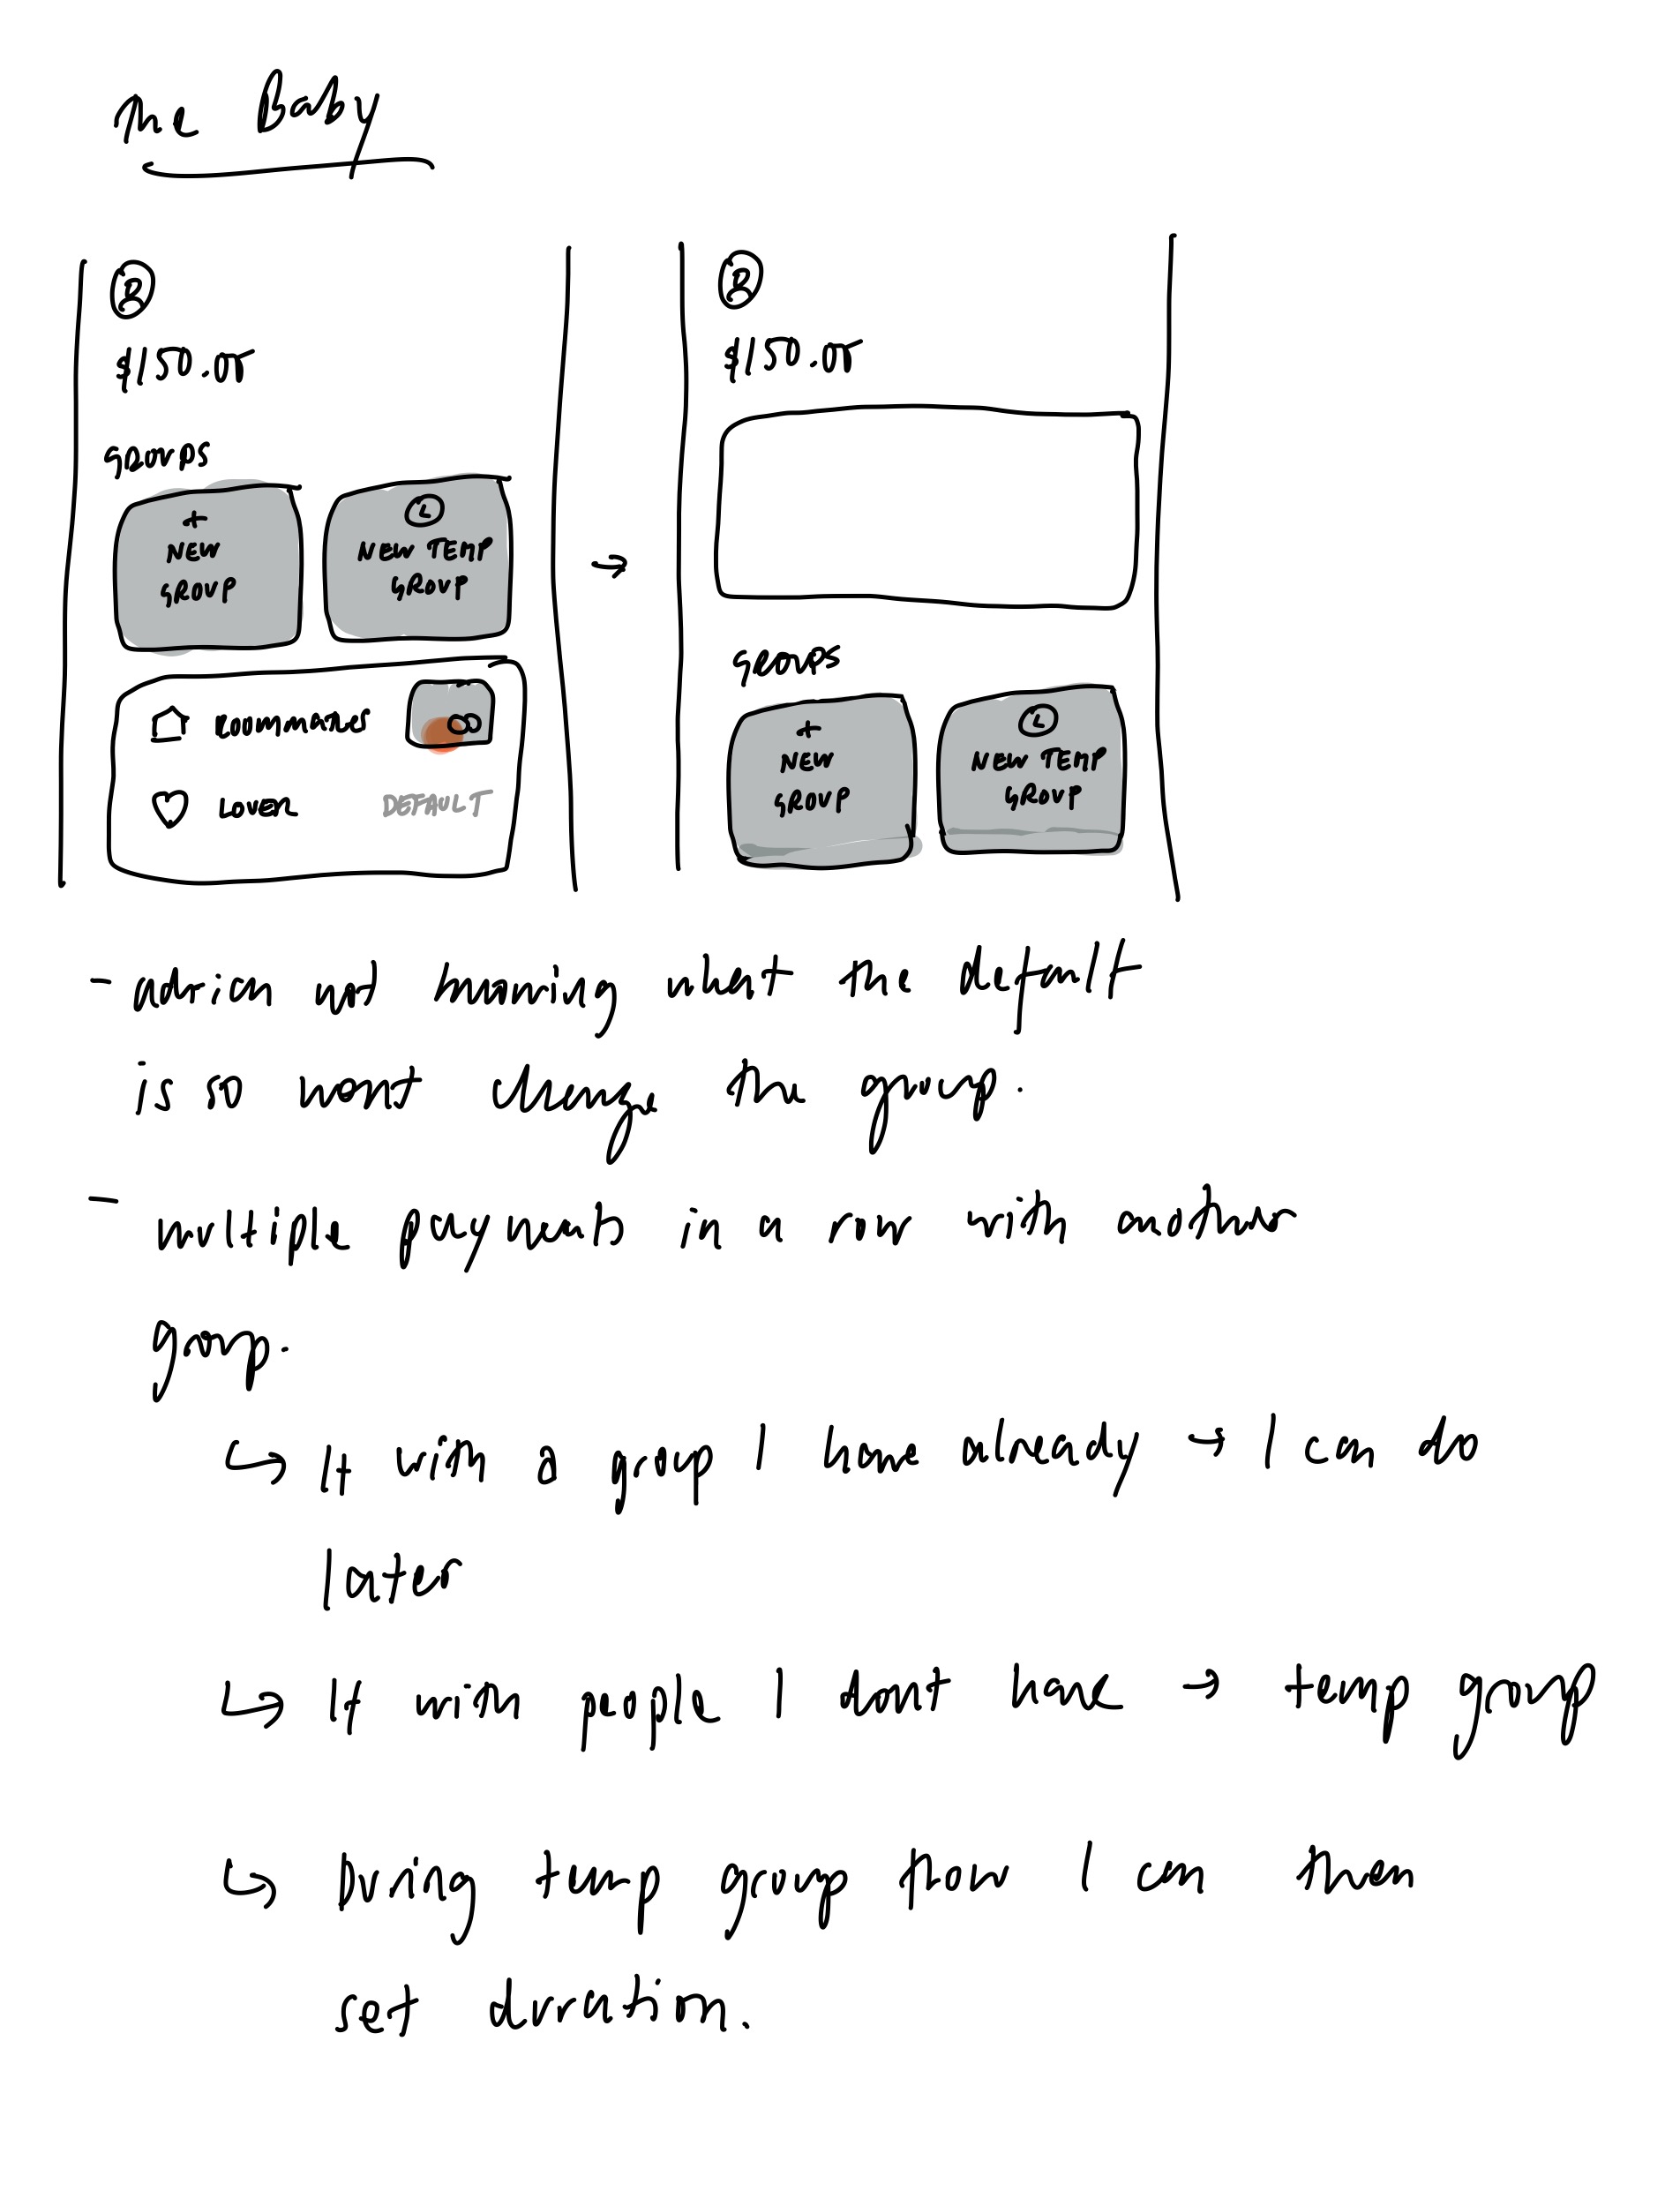 The Baby
$150.00
GROUPS
+
NEW
GROUP
NEW TEMP
GROUP
ROOMMATES
LOVER DEFAULT
→
$150.00
GROUPS
+
NEW
GROUP
NEW TEMP
GROUP
- adrian not knowing what the default
is so wont change the group.
- multiple payments in a row with another
group.
↳ If with a group I have already → I can do
later
↳ If with people I dont have → temp group
↳ During temp group flow I can then
set duration.